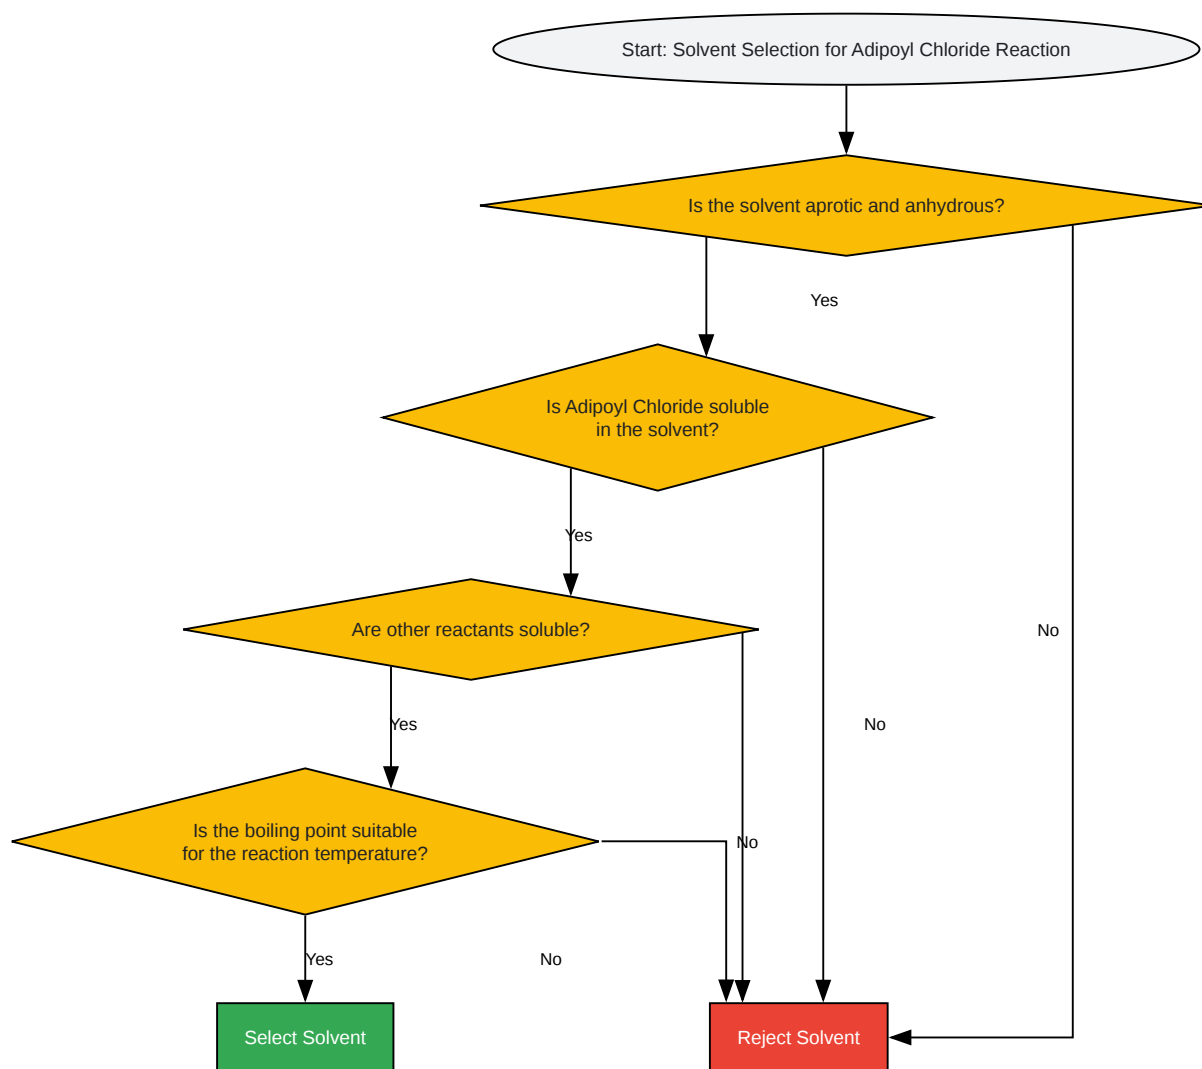 Start: Solvent Selection for Adipoyl Chloride Reaction
Is the solvent aprotic and anhydrous?
Yes
Is Adipoyl Chloride soluble
in the solvent?
Yes
Are other reactants soluble?
No
Yes
No
Is the boiling point suitable
for the reaction temperature?
No
Yes
No
Select Solvent
Reject Solvent